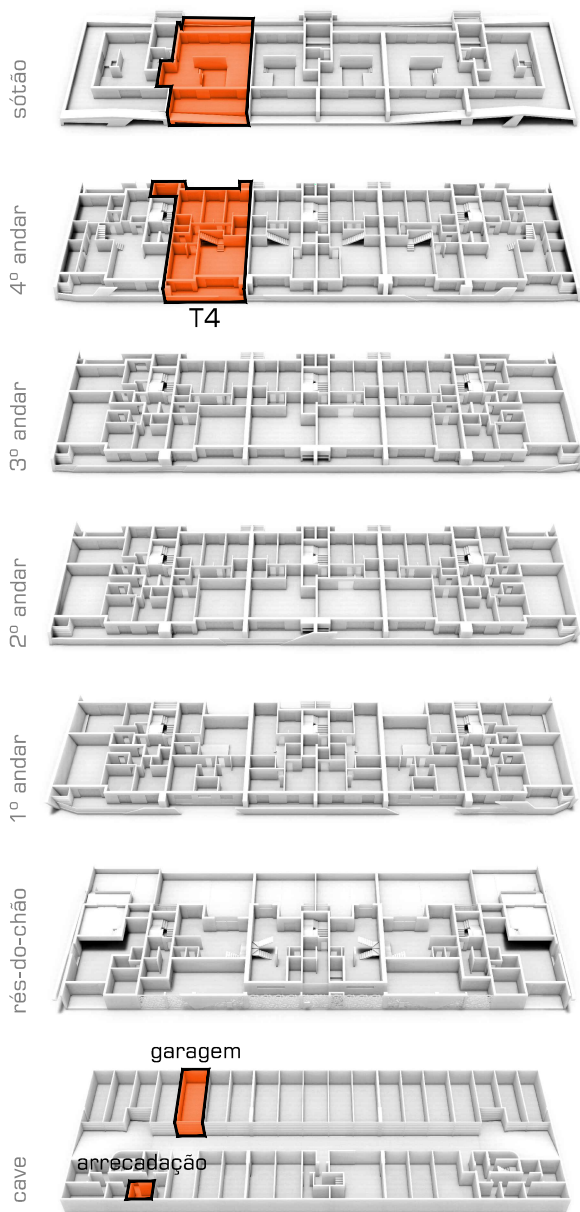 sótão
4º andar
T4
3º andar
2º andar
1º andar
rés-do-chão
garagem
arrecadação
cave